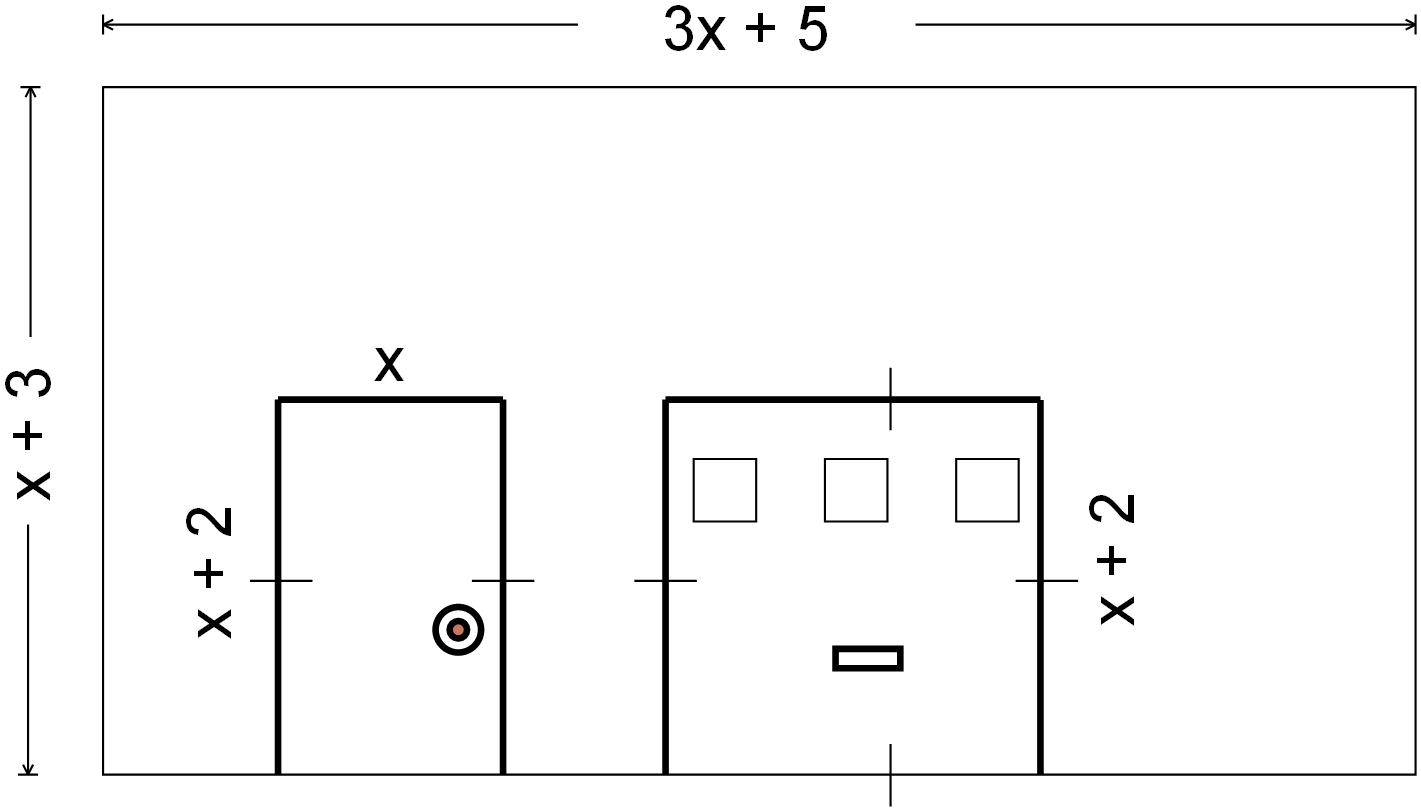 3x + 5
x + 3
x
x + 2
x + 2